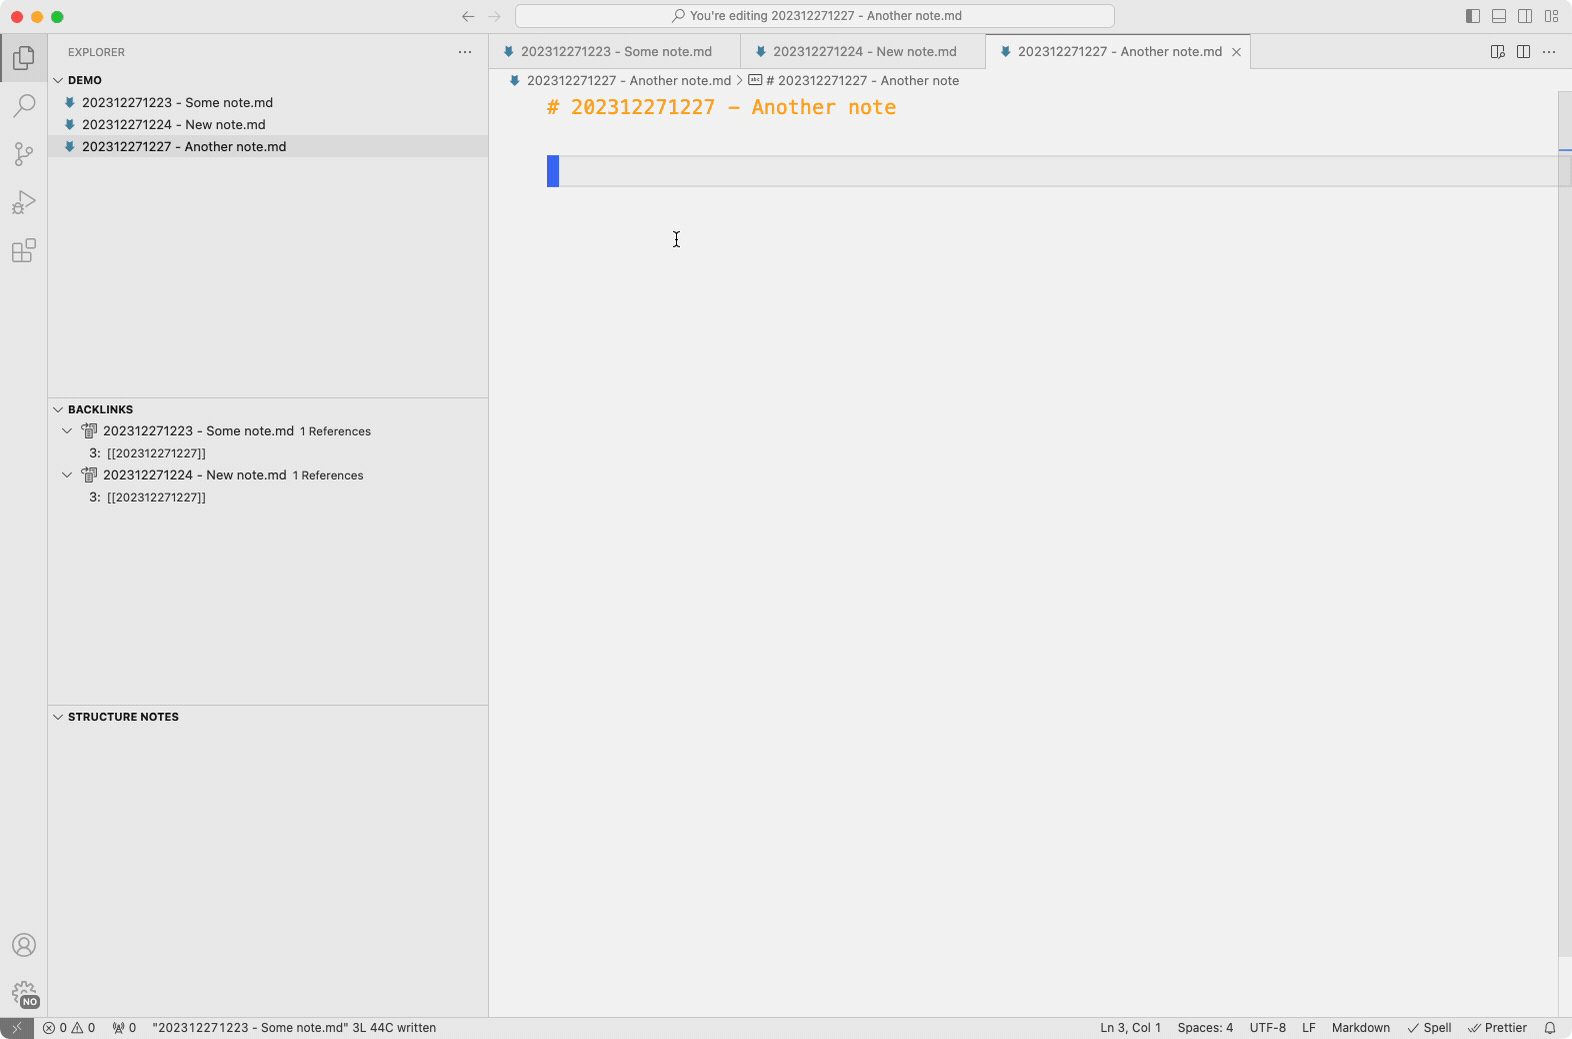 You're editing 202312271227 - Another note.md
EXPLORER
DEMO
202312271223 - Some note.md
202312271224 - New note.md
202312271227 - Another note.md
BACKLINKS
202312271223 - Some note.md 1 References
3: [[202312271227]]
202312271224 - New note.md 1 References
3: [[202312271227]]
STRUCTURE NOTES
202312271223 - Some note.md
202312271224 - New note.md
202312271227 - Another note.md
202312271227 - Another note.md > abc # 202312271227 - Another note
# 202312271227 - Another note
NO
0 0 0 "202312271223 - Some note.md" 3L 44C written
Ln 3, Col 1 Spaces: 4 UTF-8 LF Markdown Spell Prettier